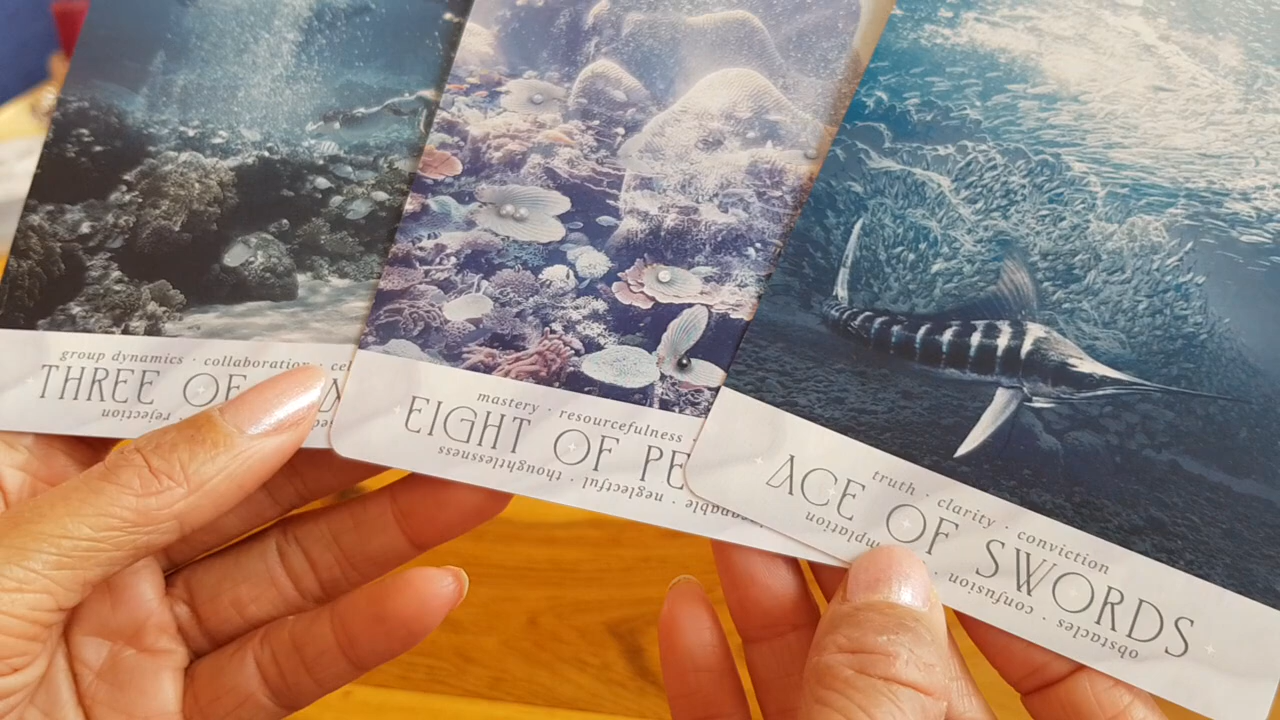 group dynamics · collaboration ·
THREE OF
rejection
mastery · resourcefulness ·
EIGHT OF
neglectful · thoughtlessness
truth · clarity · conviction
ACE OF SWORDS
obstacles · confusion ·